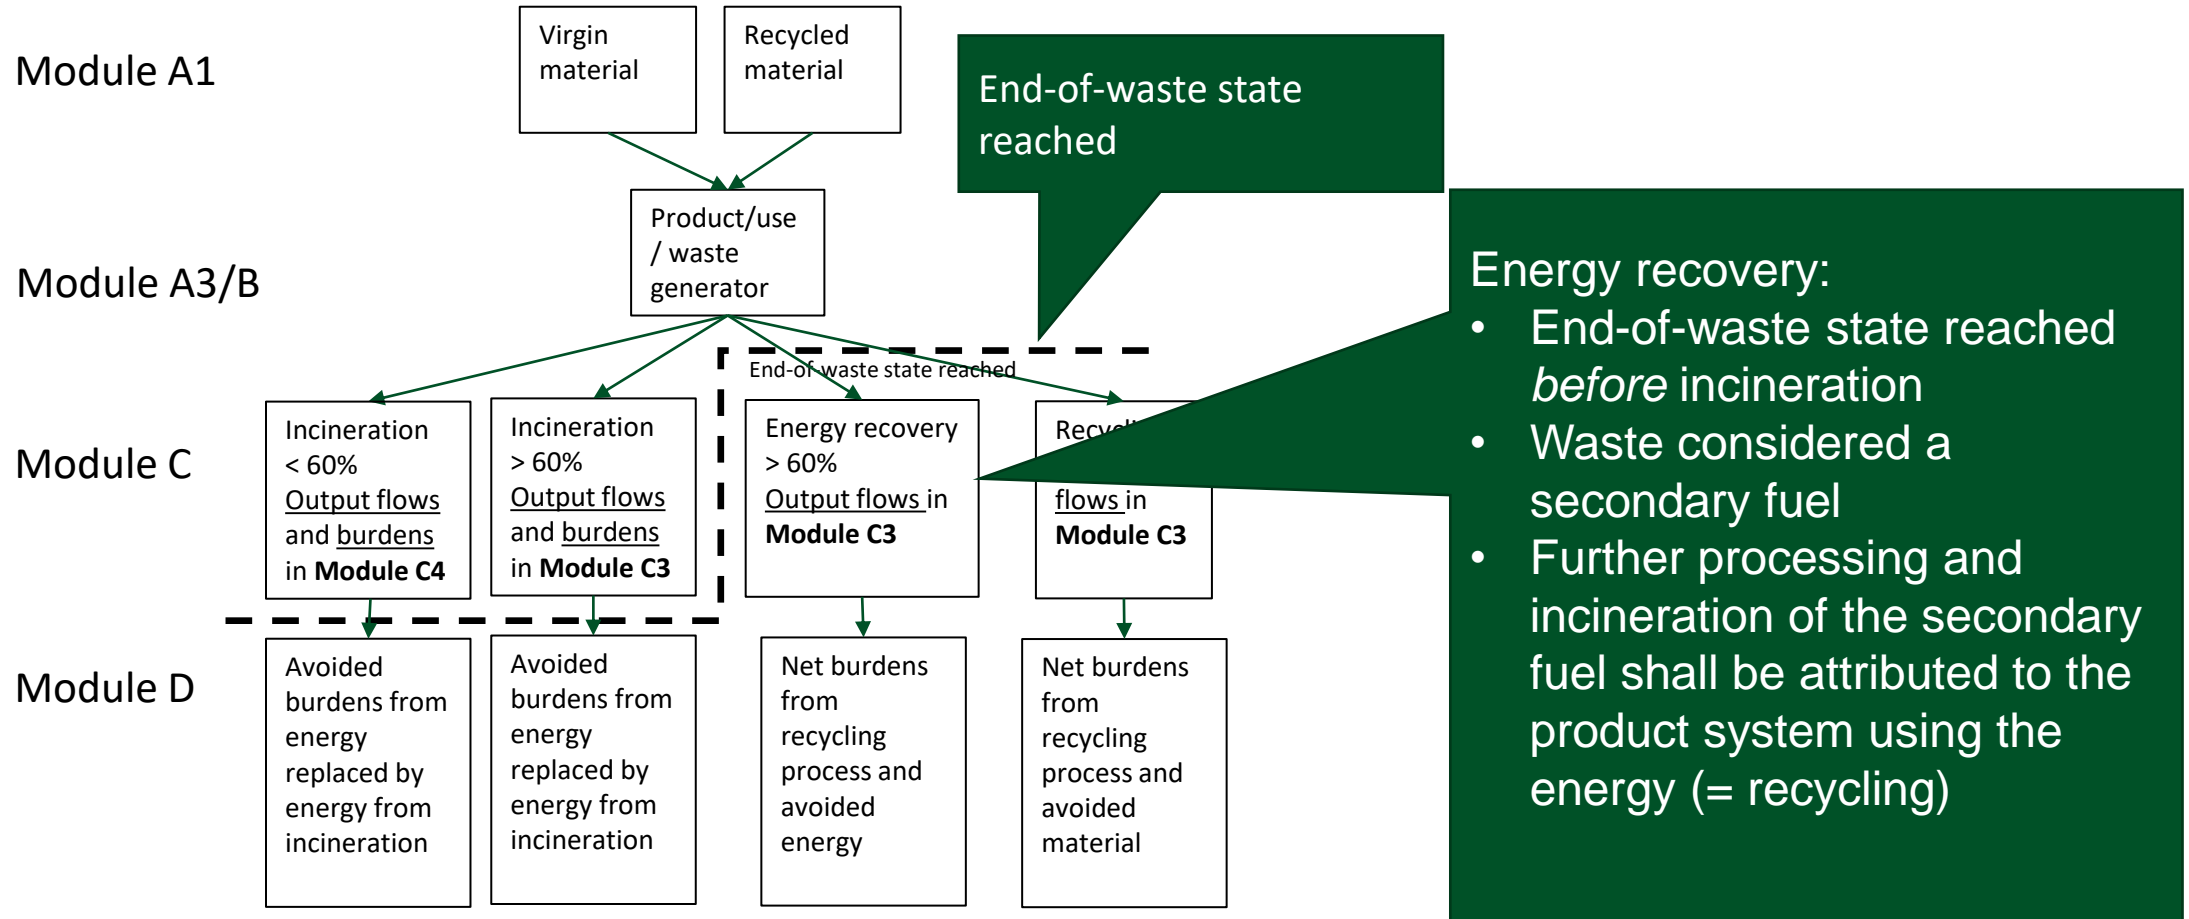 Module A1
Virgin
material
Recycled
material
End-of-waste state
reached
Module A3/B
Product/use
/ waste
generator
End-of-waste state reached
Module C
Incineration
< 60%
Output flows
and burdens
in Module C4
Incineration
> 60%
Output flows
and burdens
in Module C3
Energy recovery
> 60%
Output flows in
Module C3
flows in
Module C3
Module D
Avoided
burdens from
energy
replaced by
energy from
incineration
Avoided
burdens from
energy
replaced by
energy from
incineration
Net burdens
from
recycling
process and
avoided
energy
Net burdens
from
recycling
process and
avoided
material
Energy recovery:
• End-of-waste state reached
before incineration
• Waste considered a
secondary fuel
• Further processing and
incineration of the secondary
fuel shall be attributed to the
product system using the
energy (= recycling)